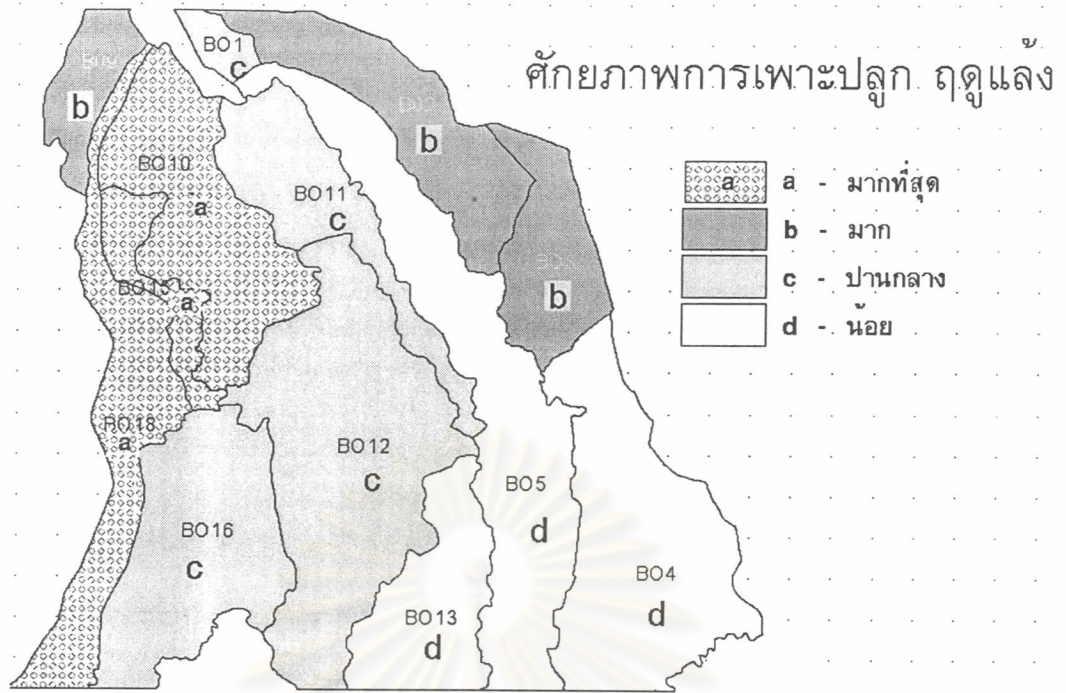 ศักยภาพการเพาะปลูก ฤดูแล้ง
a a - มากที่สุด
b - มาก
c - ปานกลาง
d - น้อย
BO1
c
b
b
BO10
a
BO11
c
b
BO15
a
BO18
a
BO12
c
BO5
d
BO16
c
BO4
d
BO13
d